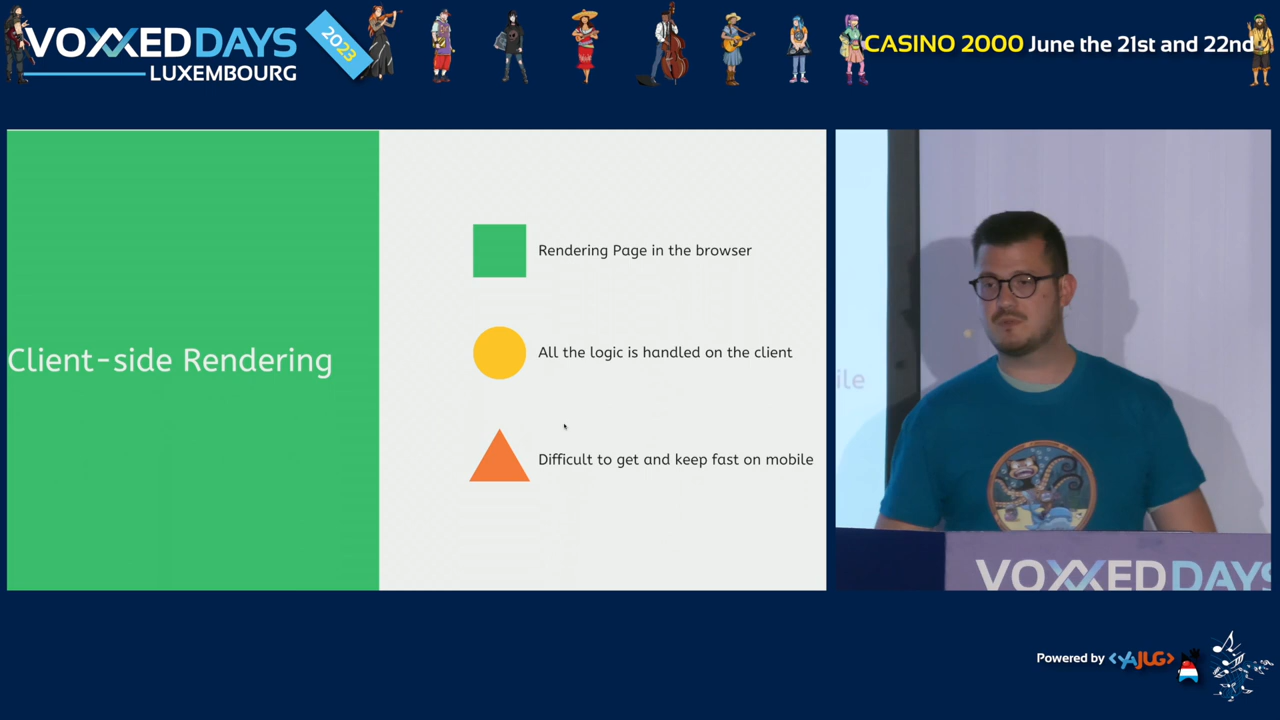 VOXXED DAYS
LUXEMBOURG
2023
CASINO 2000 June the 21st and 22nd
Client-side Rendering
Rendering Page in the browser
All the logic is handled on the client
Difficult to get and keep fast on mobile
ile
VOXXED DAYS
Powered by <YAJUG>